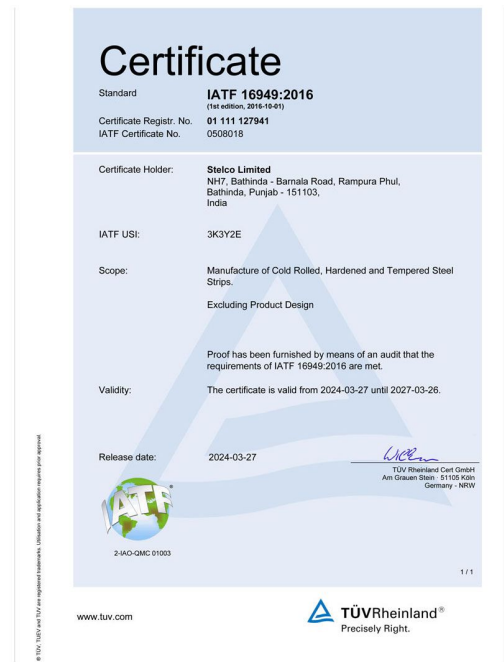 Certificate
Standard
IATF 16949:2016
(1st edition, 2016-10-01)
Certificate Registr. No.
01 111 127941
IATF Certificate No.
0508018
Certificate Holder:
Stelco Limited
NH7, Bathinda - Barnala Road, Rampura Phul,
Bathinda, Punjab - 151103,
India
IATF USI:
3K3Y2E
Scope:
Manufacture of Cold Rolled, Hardened and Tempered Steel
Strips.
Excluding Product Design
Proof has been furnished by means of an audit that the
requirements of IATF 16949:2016 are met.
Validity:
The certificate is valid from 2024-03-27 until 2027-03-26.
Release date:
2024-03-27
TÜV Rheinland Cert GmbH
Am Grauen Stein · 51105 Köln
Germany - NRW
IATF
2-IAO-QMC 01003
1 / 1
® TÜV, TUEV and TUV are registered trademarks. Utilisation and application requires prior approval.
www.tuv.com
TÜVRheinland®
Precisely Right.